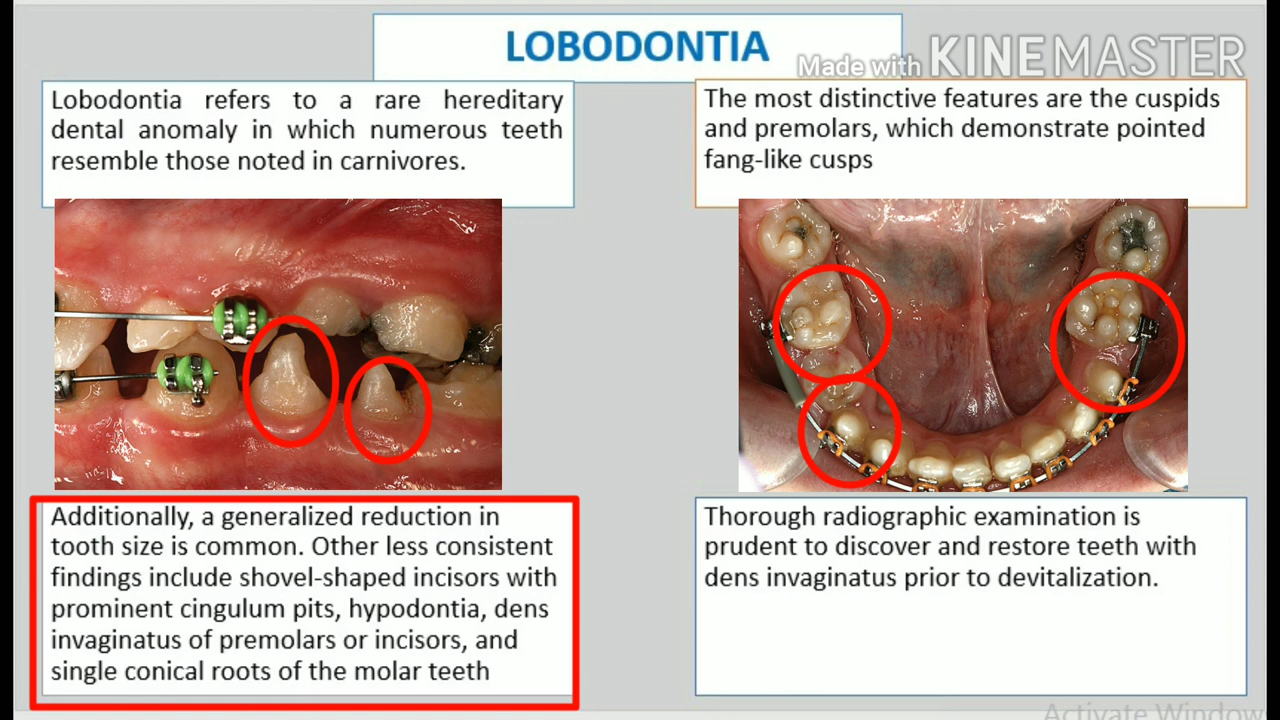 LOBODONTIA
Made with KINEMASTER
Lobodontia refers to a rare hereditary
dental anomaly in which numerous teeth
resemble those noted in carnivores.
The most distinctive features are the cuspids
and premolars, which demonstrate pointed
fang-like cusps
Additionally, a generalized reduction in
tooth size is common. Other less consistent
findings include shovel-shaped incisors with
prominent cingulum pits, hypodontia, dens
invaginatus of premolars or incisors, and
single conical roots of the molar teeth
Thorough radiographic examination is
prudent to discover and restore teeth with
dens invaginatus prior to devitalization.
Activate Window